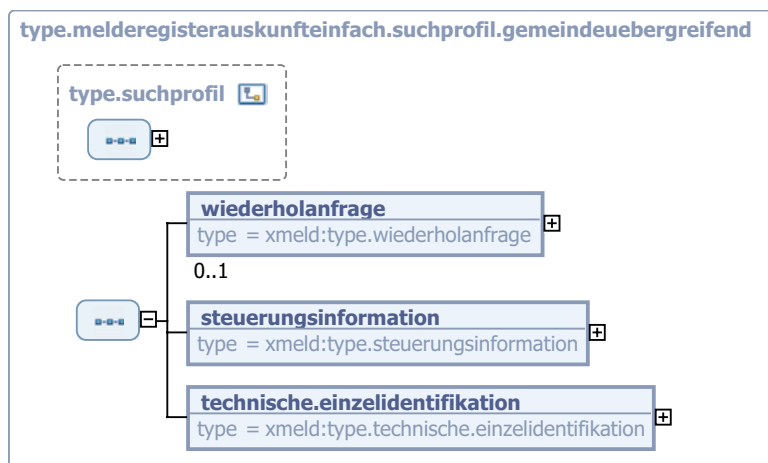 type.melderegisterauskunfteinfach.suchprofil.gemeindeuebergreifend
type.suchprofil
wiederholanfrage
type = xmeld:type.wiederholanfrage
0..1
steuerungsinformation
type = xmeld:type.steuerungsinformation
technische.einzelidentifikation
type = xmeld:type.technische.einzelidentifikation